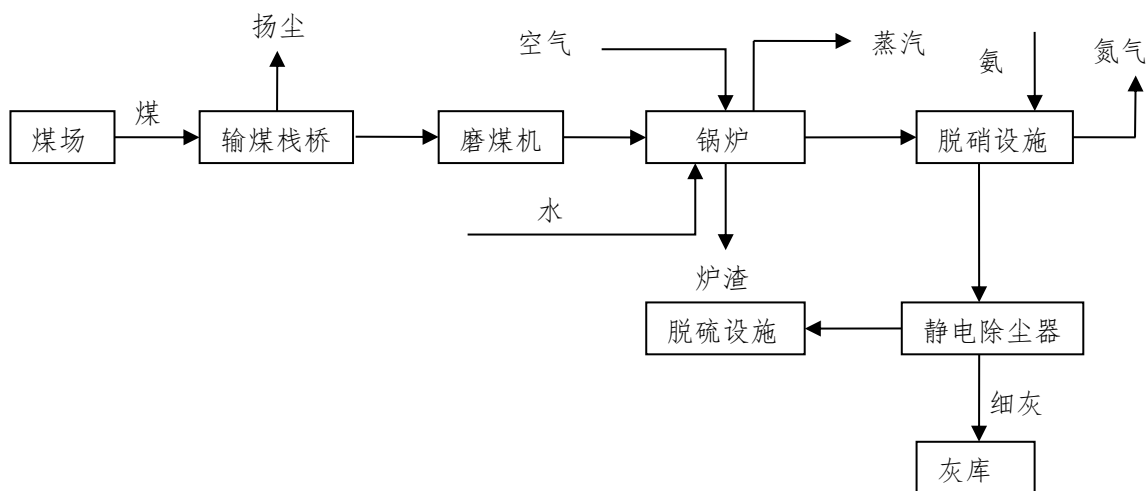 扬尘
空气
蒸汽
氨
氮气
煤场
煤
输煤栈桥
磨煤机
锅炉
脱硝设施
水
炉渣
脱硫设施
静电除尘器
细灰
灰库